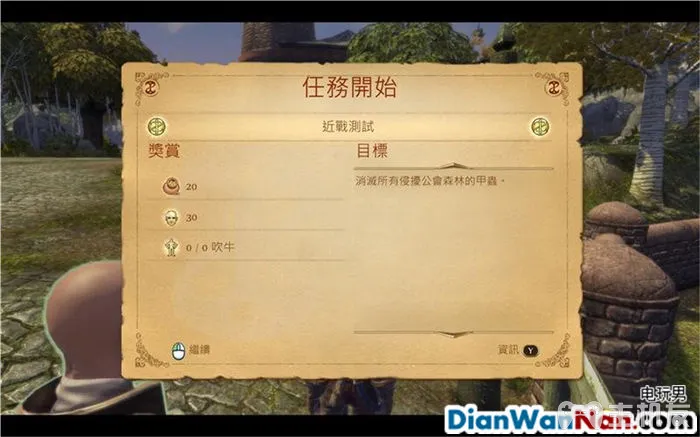 任務開始
近戰測試
獎賞
20
30
0 / 0 吹牛
目標
消滅所有侵擾公會森林的甲蟲。
繼續
資訊 Y
电玩男
DianWanNan.com